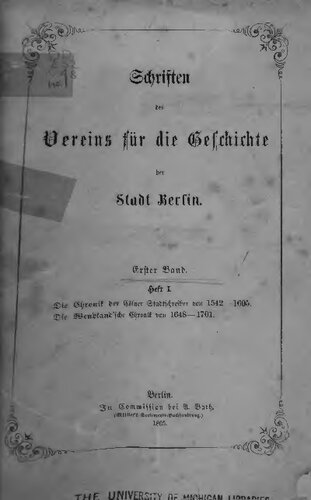 Schriften
des
Vereins für die Geschichte
der
Stadt Berlin.
Erster Band.
Heft I.
Die Chronik der Cölner Stadtschreiber von 1542–1605.
Die Wendland'sche Chronik von 1648–1701.
Berlin.
In Commission bei A. Bath.
1865.
THE UNIVERSITY OF MICHIGAN LIBRARIES